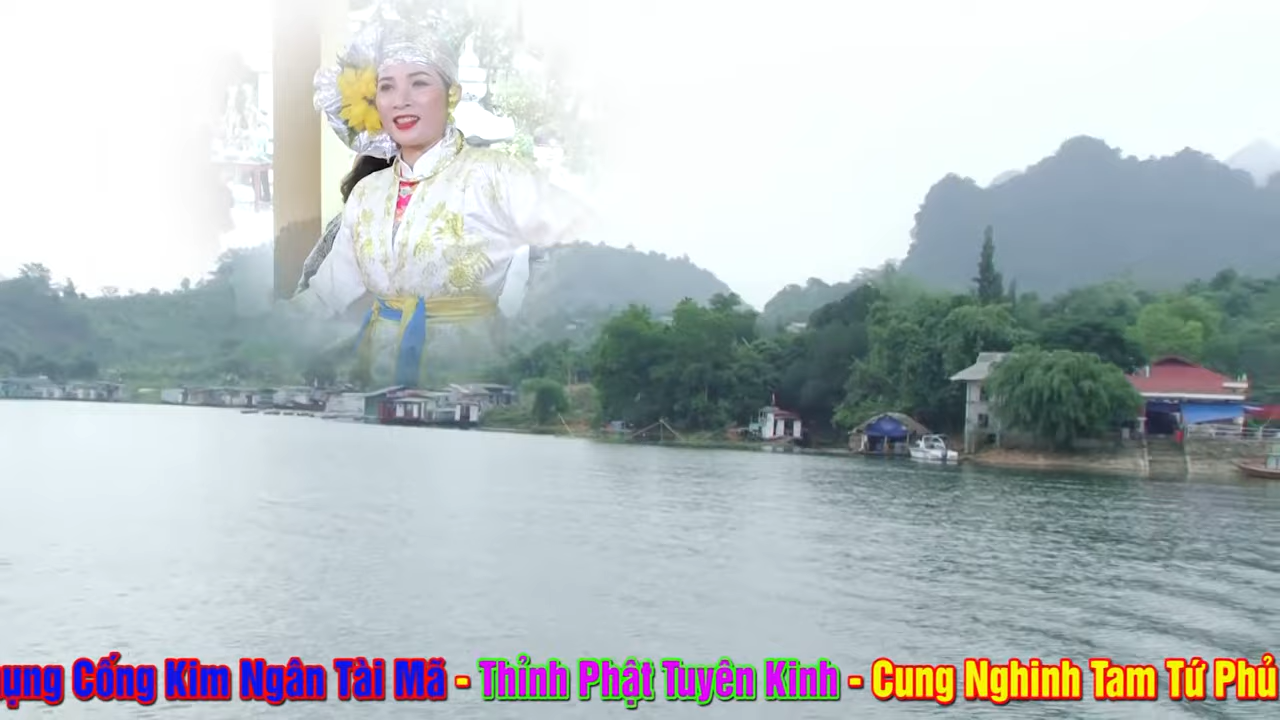 Cống Kim Ngân Tài Mã - Thỉnh Phật Tuyên Kinh - Cung Nghinh Tam Tứ Phủ